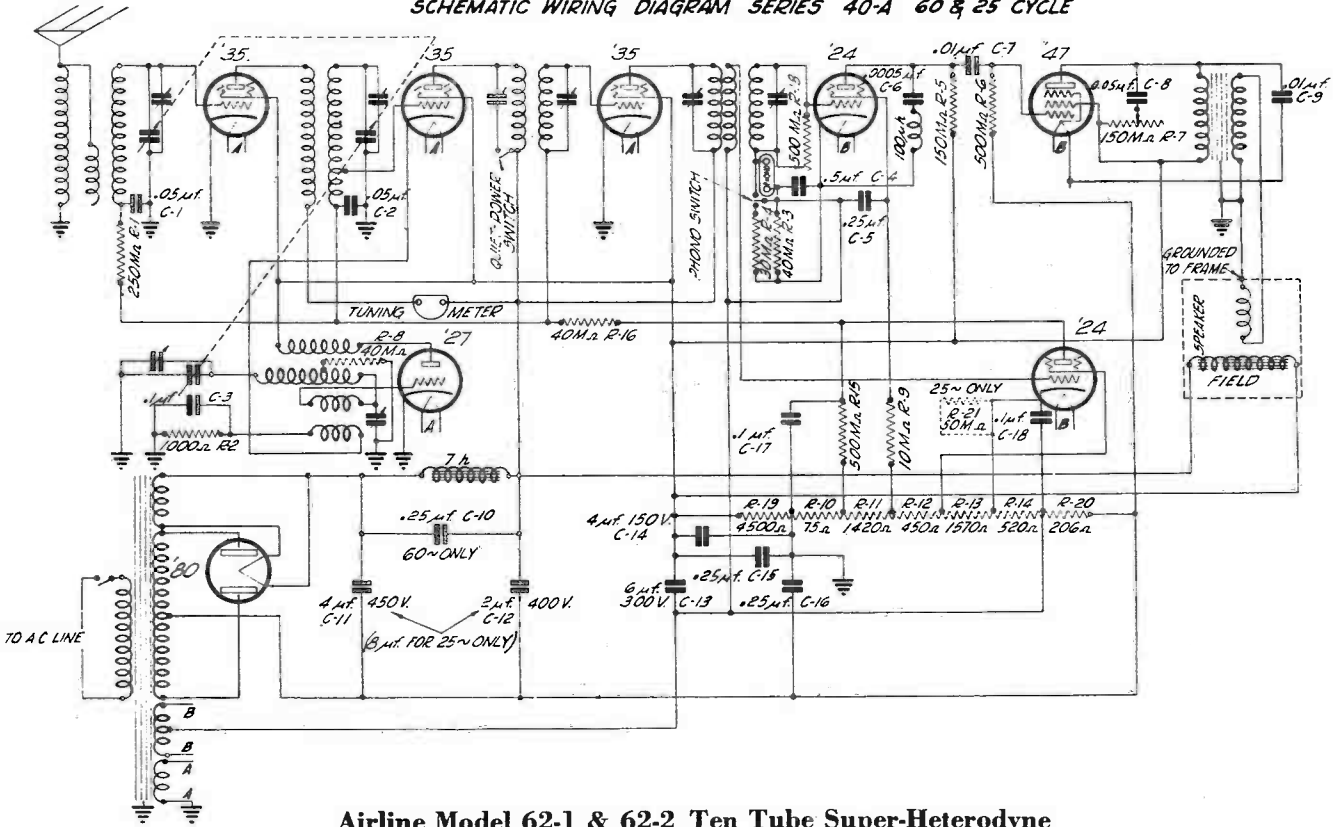 SCHEMATIC WIRING DIAGRAM SERIES 40-A 60 & 25 CYCLE
'35.
'35
'35
'24
'47
.01µf C-7
.0005µf
C-6
.01µf
C-9
0.05µf. C-8
150MΩ R-7
500MΩ R-18
100µh
150MΩ R-5
500MΩ R-6
A
A
A
B
B
.05µf.
C-1
.05µf
C-2
250MΩ R-1
QUIET-POWER
SWITCH
PHONO SWITCH
.5µf C-4
.25µf
C-5
30MΩ R-4
40MΩ R-3
GROUNDED
TO FRAME
SPEAKER
FIELD
TUNING METER
40MΩ R-16
'27
'24
R-8
40MΩ
.1µf C-3
1000Ω R-2
A
25~ ONLY
R-21
50MΩ
.1µf
C-18
B
.1µf.
C-17
500MΩ R-15
10MΩ R-9
7h
.25µf C-10
60~ONLY
4µf 150V.
C-14
R-19 R-10 R-11 R-12 R-13 R-14 R-20
4500Ω 75Ω 1420Ω 450Ω 1570Ω 520Ω 206Ω
'80
4µf 450V.
C-11
2µf. 400V.
C-12
(8µf. FOR 25~ONLY)
.25µf. C-15
6µf.
300V. C-13
.25µf. C-16
TO A C LINE
B
B
A
A
Airline Model 62-1 & 62-2 Ten Tube Super-Heterodyne